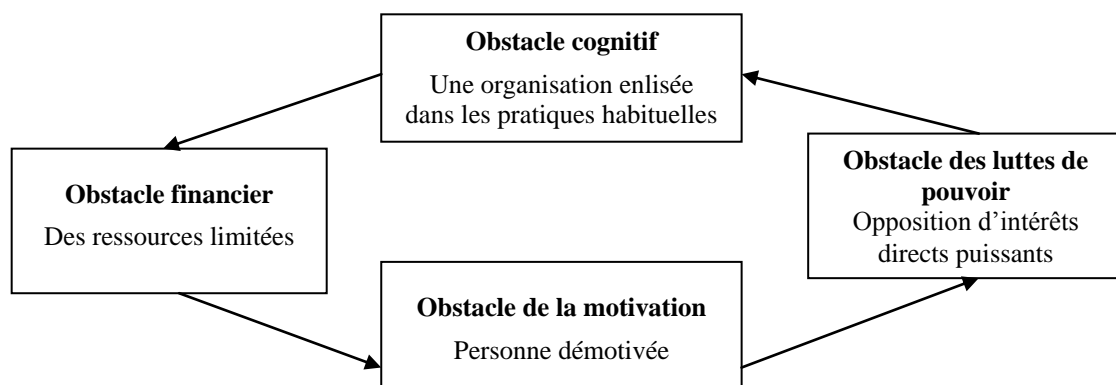 Obstacle cognitif
Une organisation enlisée
dans les pratiques habituelles
Obstacle financier
Des ressources limitées
Obstacle des luttes de
pouvoir
Opposition d’intérêts
directs puissants
Obstacle de la motivation
Personne démotivée